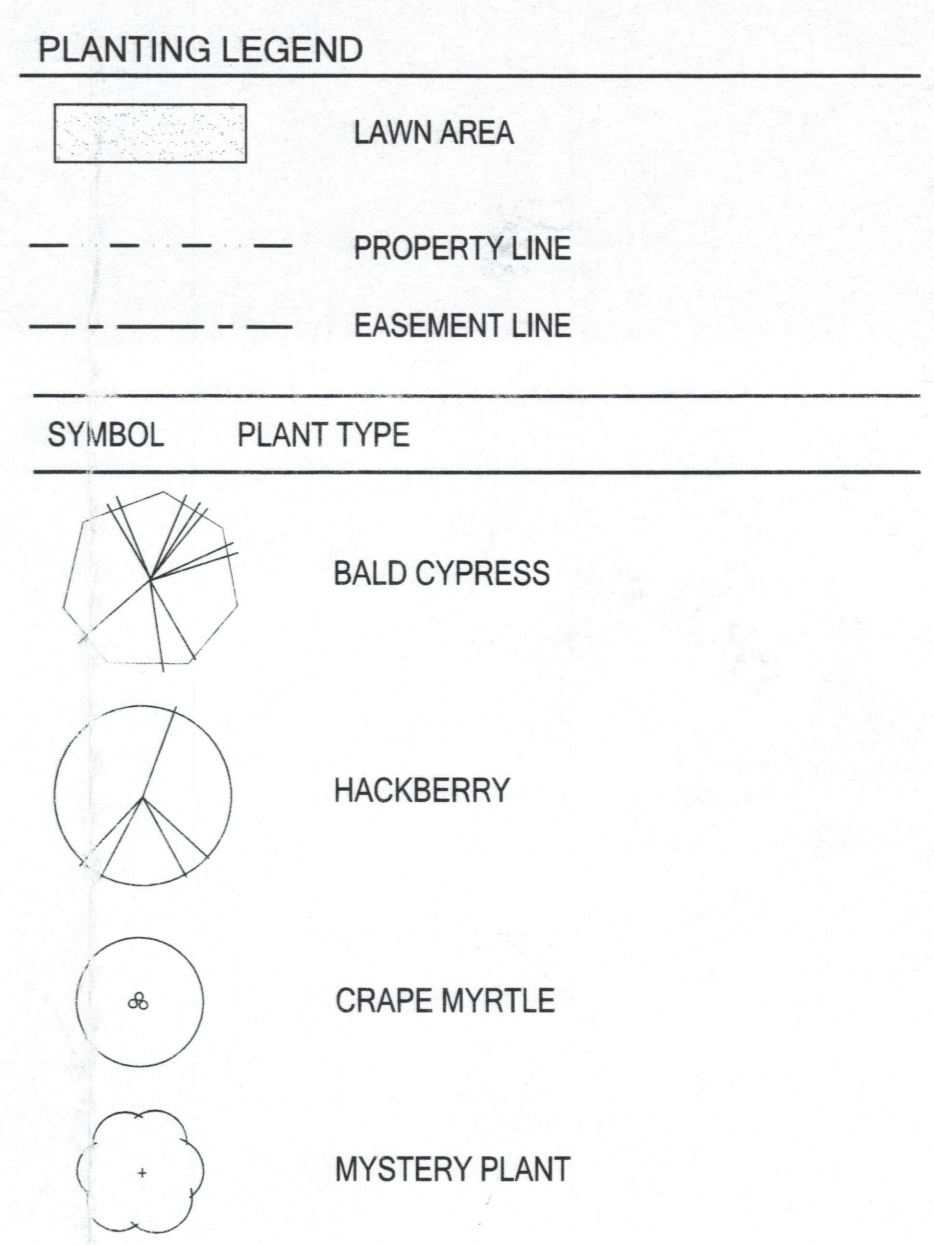 PLANTING LEGEND
LAWN AREA
PROPERTY LINE
EASEMENT LINE
SYMBOL PLANT TYPE
BALD CYPRESS
HACKBERRY
CRAPE MYRTLE
MYSTERY PLANT